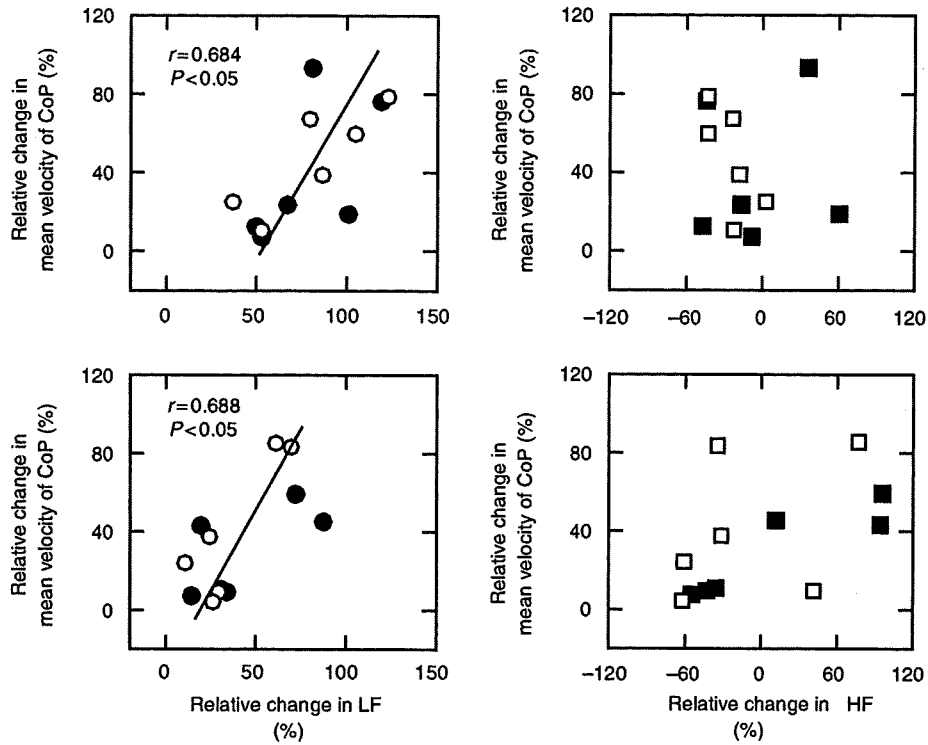 Relative change in
mean velocity of CoP (%)
120
80
40
0
r=0.684
P<0.05
0
50
100
150
Relative change in
mean velocity of CoP (%)
120
80
40
0
−120
−60
0
60
120
Relative change in
mean velocity of CoP (%)
120
80
40
0
r=0.688
P<0.05
0
50
100
150
Relative change in LF
(%)
Relative change in
mean velocity of CoP (%)
120
80
40
0
−120
−60
0
60
120
Relative change in HF
(%)